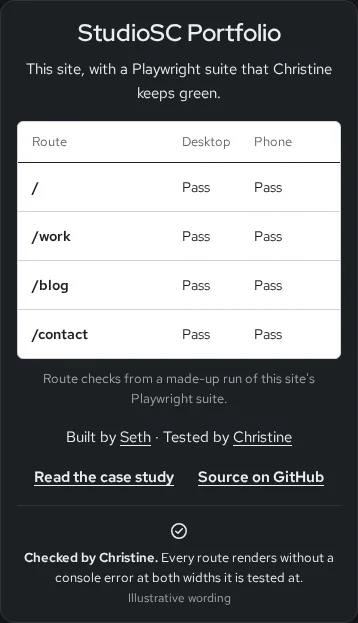 StudioSC Portfolio
This site, with a Playwright suite that Christine
keeps green.
Route Desktop Phone
/ Pass Pass
/work Pass Pass
/blog Pass Pass
/contact Pass Pass
Route checks from a made-up run of this site's
Playwright suite.
Built by Seth · Tested by Christine
Read the case study Source on GitHub
Checked by Christine. Every route renders without a
console error at both widths it is tested at.
Illustrative wording